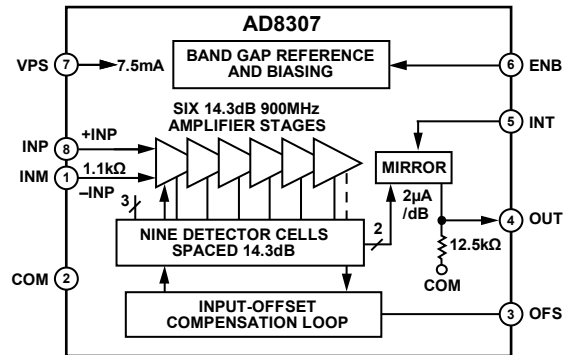 AD8307
VPS
7
7.5mA
BAND GAP REFERENCE
AND BIASING
6
ENB
SIX 14.3dB 900MHz
AMPLIFIER STAGES
5
INT
INP
8
+INP
MIRROR
INM
1
1.1kΩ
–INP
2µA
/dB
3
4
OUT
NINE DETECTOR CELLS
SPACED 14.3dB
2
12.5kΩ
COM
2
COM
INPUT-OFFSET
COMPENSATION LOOP
3
OFS